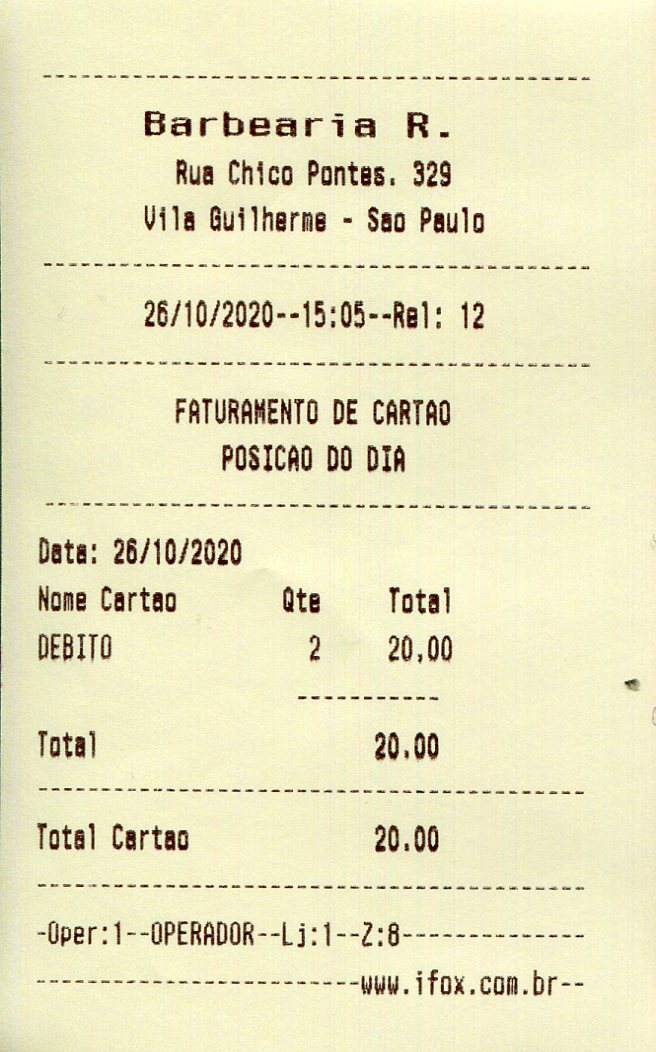 ------------------------------------------
Barbearia R.
Rua Chico Pontes. 329
Vila Guilherme - Sao Paulo
------------------------------------------
26/10/2020--15:05--Rel: 12
------------------------------------------
FATURAMENTO DE CARTAO
POSICAO DO DIA
------------------------------------------
Data: 26/10/2020
Nome Cartao Qte Total
DEBITO 2 20,00
-----------
Total 20.00
------------------------------------------
Total Cartao 20.00
------------------------------------------
-Oper:1--OPERADOR--Lj:1--Z:8--------------
-------------------------www.ifox.com.br--